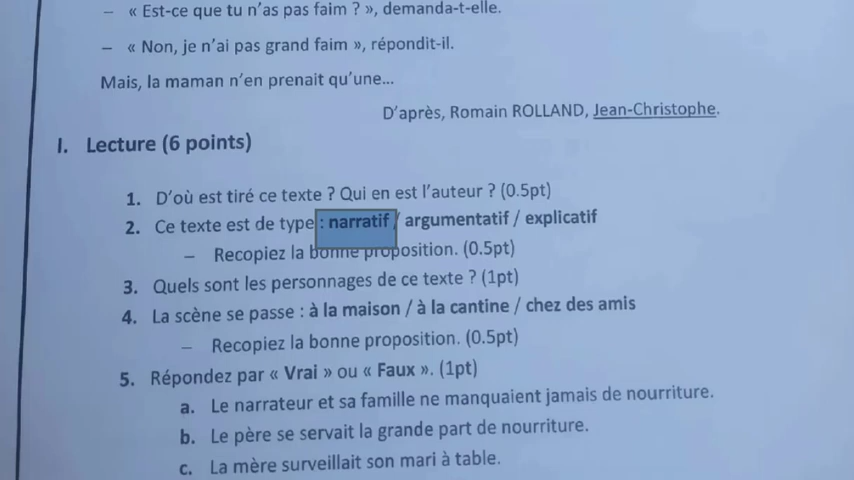 – « Est-ce que tu n'as pas faim ? », demanda-t-elle.
– « Non, je n'ai pas grand faim », répondit-il.
Mais, la maman n'en prenait qu'une...
D'après, Romain ROLLAND, Jean-Christophe.
I. Lecture (6 points)
1. D'où est tiré ce texte ? Qui en est l'auteur ? (0.5pt)
2. Ce texte est de type : narratif / argumentatif / explicatif
– Recopiez la bonne proposition. (0.5pt)
3. Quels sont les personnages de ce texte ? (1pt)
4. La scène se passe : à la maison / à la cantine / chez des amis
– Recopiez la bonne proposition. (0.5pt)
5. Répondez par « Vrai » ou « Faux ». (1pt)
a. Le narrateur et sa famille ne manquaient jamais de nourriture.
b. Le père se servait la grande part de nourriture.
c. La mère surveillait son mari à table.